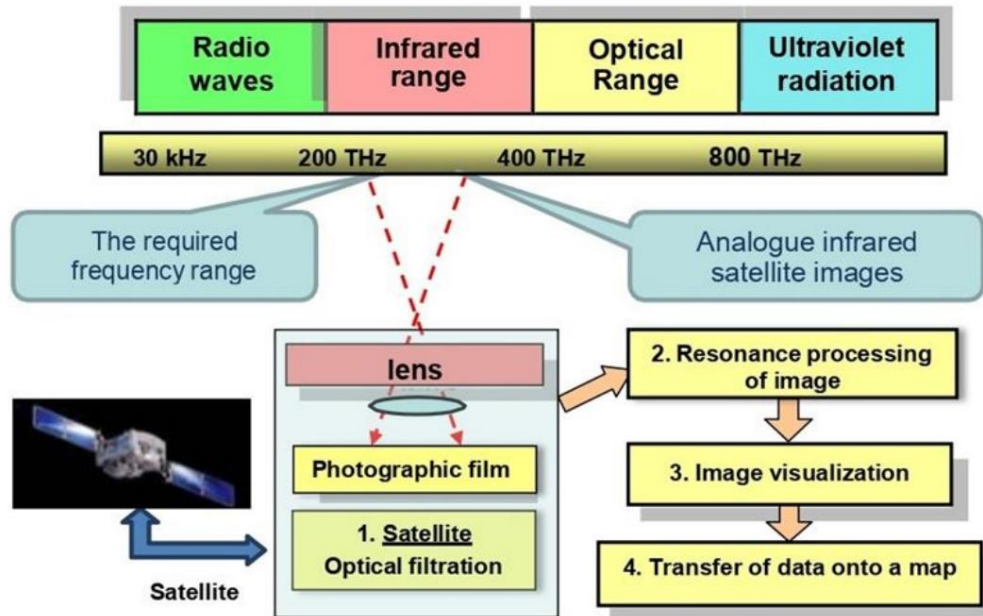 Radio
waves
Infrared
range
Optical
Range
Ultraviolet
radiation
30 kHz
200 THz
400 THz
800 THz
The required
frequency range
Analogue infrared
satellite images
lens
Photographic film
1. Satellite
Optical filtration
Satellite
2. Resonance processing
of image
3. Image visualization
4. Transfer of data onto a map